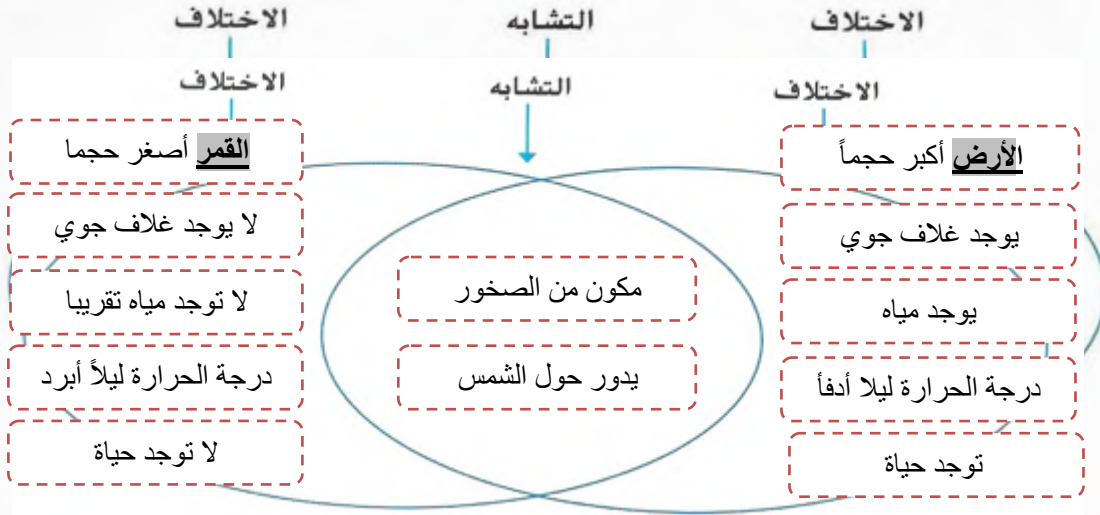 الاختلاف التشابه الاختلاف
الاختلاف التشابه الاختلاف
الأرض أكبر حجماً
يوجد غلاف جوي
يوجد مياه
درجة الحرارة ليلا أدفأ
توجد حياة
مكون من الصخور
يدور حول الشمس
القمر أصغر حجما
لا يوجد غلاف جوي
لا توجد مياه تقريبا
درجة الحرارة ليلاً أبرد
لا توجد حياة